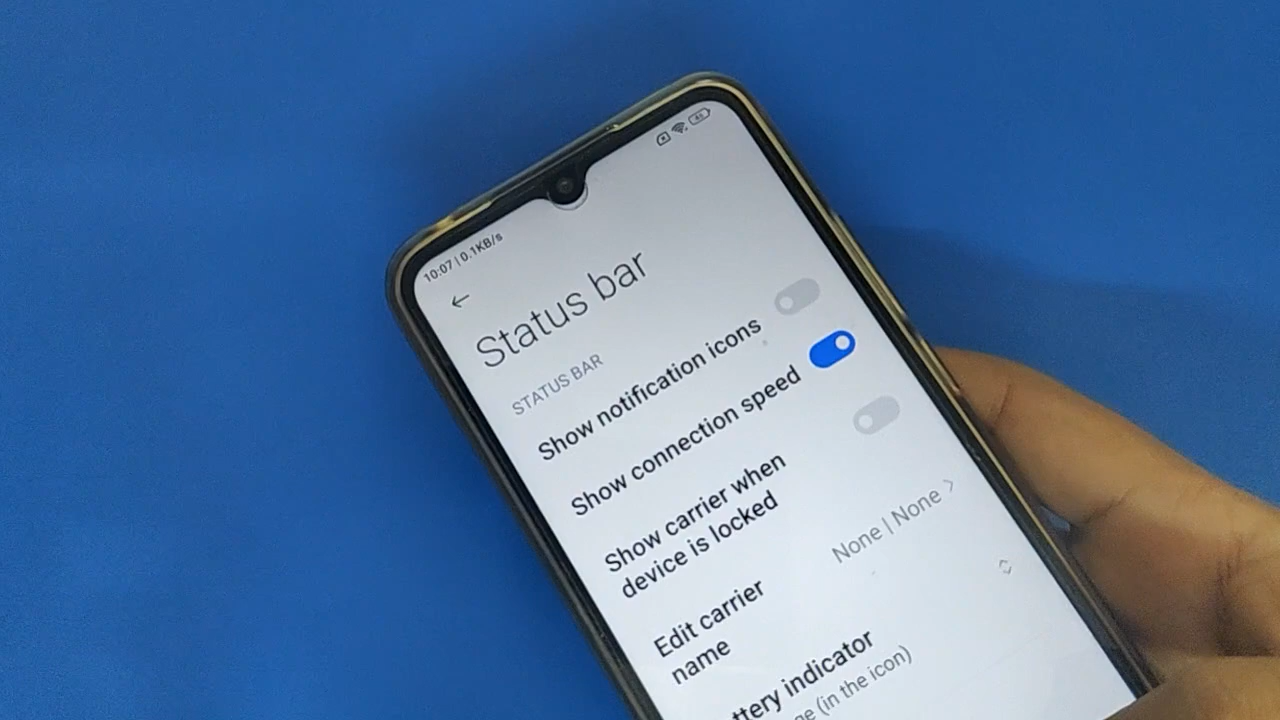 10:07 | 0.1KB/s
Status bar
STATUS BAR
Show notification icons
Show connection speed
Show carrier when
device is locked
Edit carrier
name
None | None
ttery indicator
(in the icon)